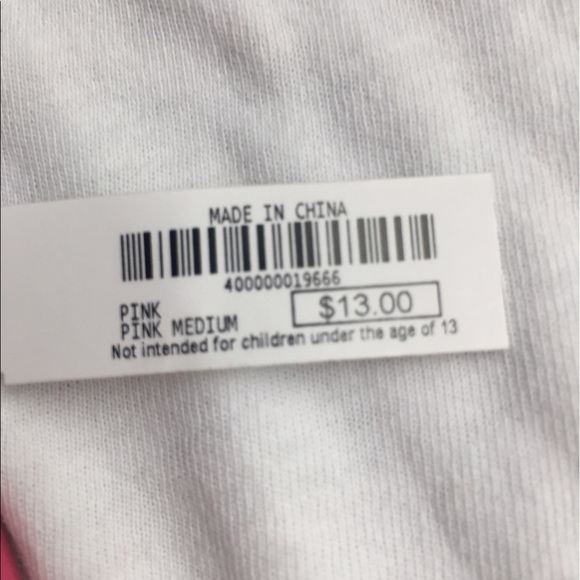 MADE IN CHINA
400000019666
PINK
$13.00
PINK MEDIUM
Not intended for children under the age of 13